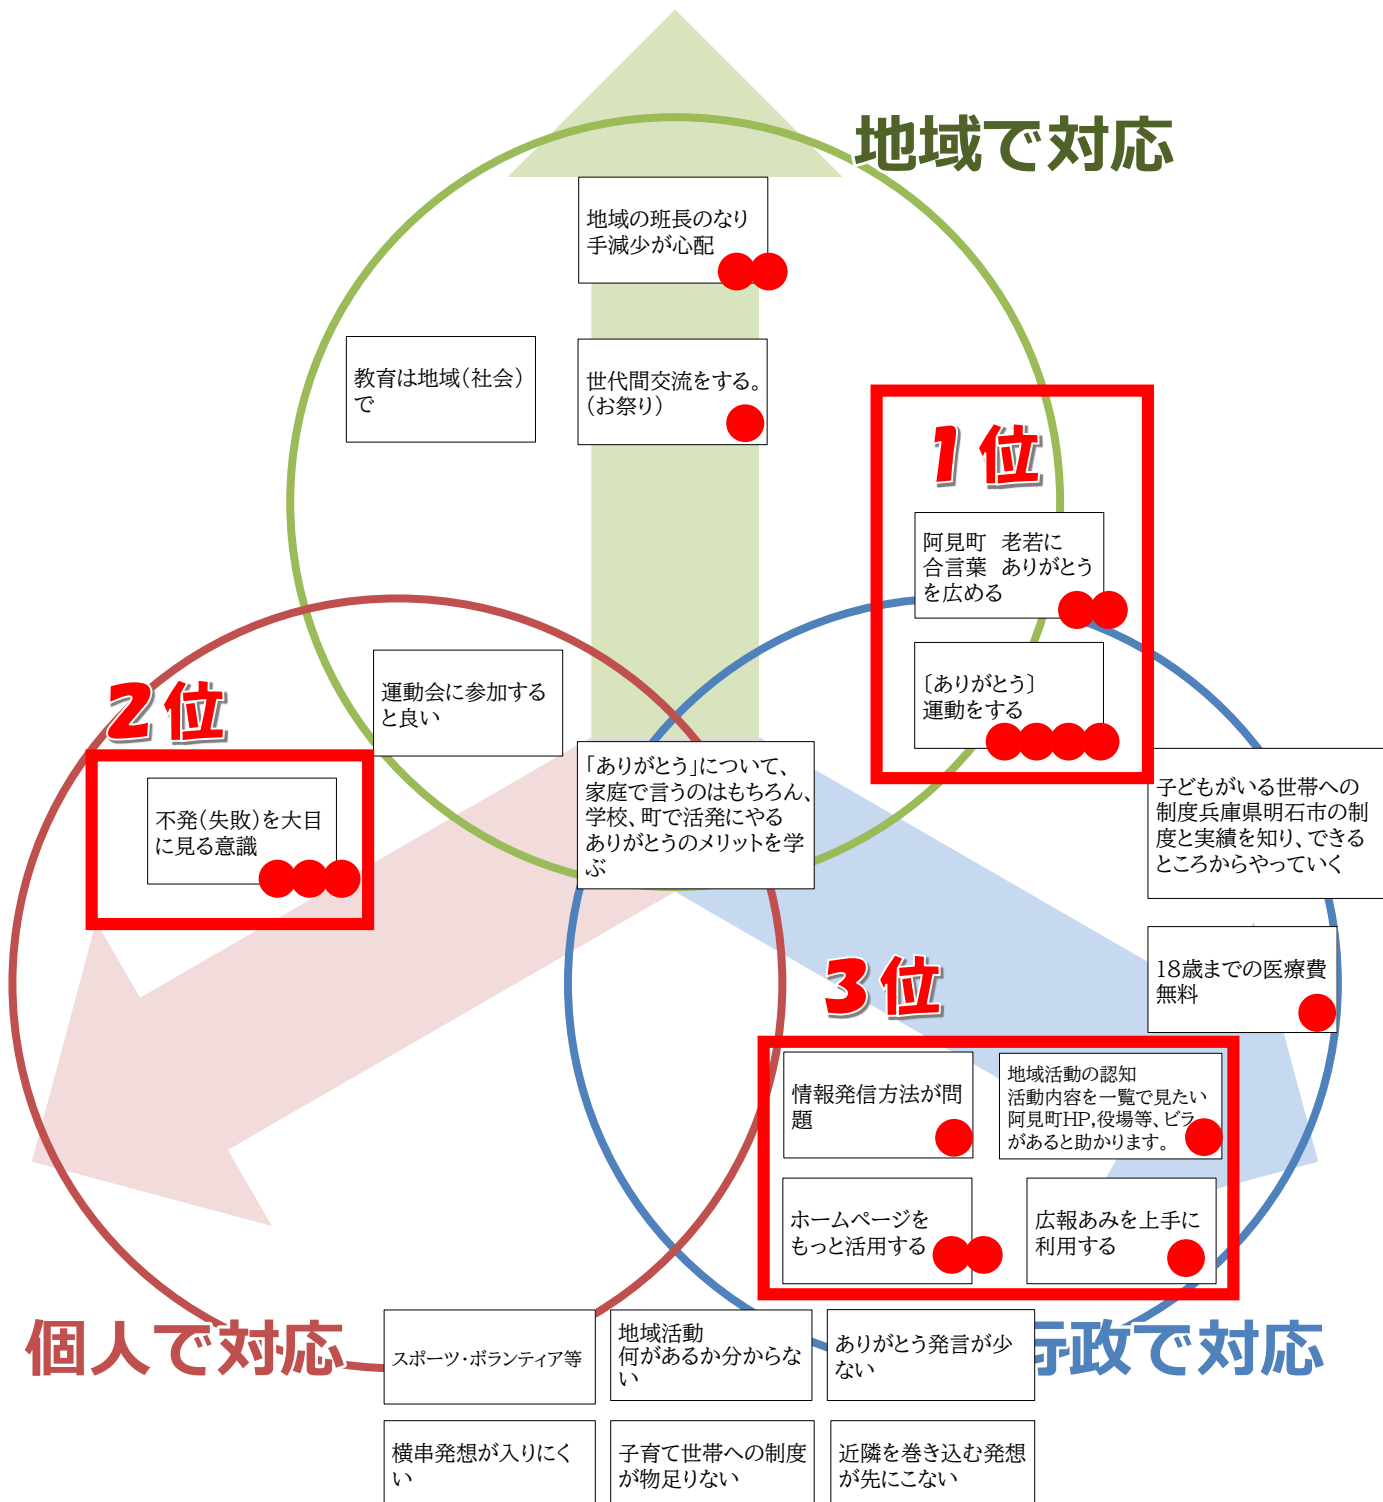 地域で対応
地域の班長のなり
手減少が心配
教育は地域（社会）
で
世代間交流をする。
（お祭り）
1位
阿見町　老若に
合言葉　ありがとう
を広める
〔ありがとう〕
運動をする
運動会に参加する
と良い
2位
不発（失敗）を大目
に見る意識
「ありがとう」について、
家庭で言うのはもちろん、
学校、町で活発にやる
ありがとうのメリットを学
ぶ
子どもがいる世帯への
制度兵庫県明石市の制
度と実績を知り、できる
ところからやっていく
18歳までの医療費
無料
3位
情報発信方法が問
題
地域活動の認知
活動内容を一覧で見たい
阿見町HP,役場等、ビラ
があると助かります。
ホームページを
もっと活用する
広報あみを上手に
利用する
個人で対応
行政で対応
スポーツ・ボランティア等
地域活動
何があるか分からな
い
ありがとう発言が少
ない
横串発想が入りにく
い
子育て世帯への制度
が物足りない
近隣を巻き込む発想
が先にこない